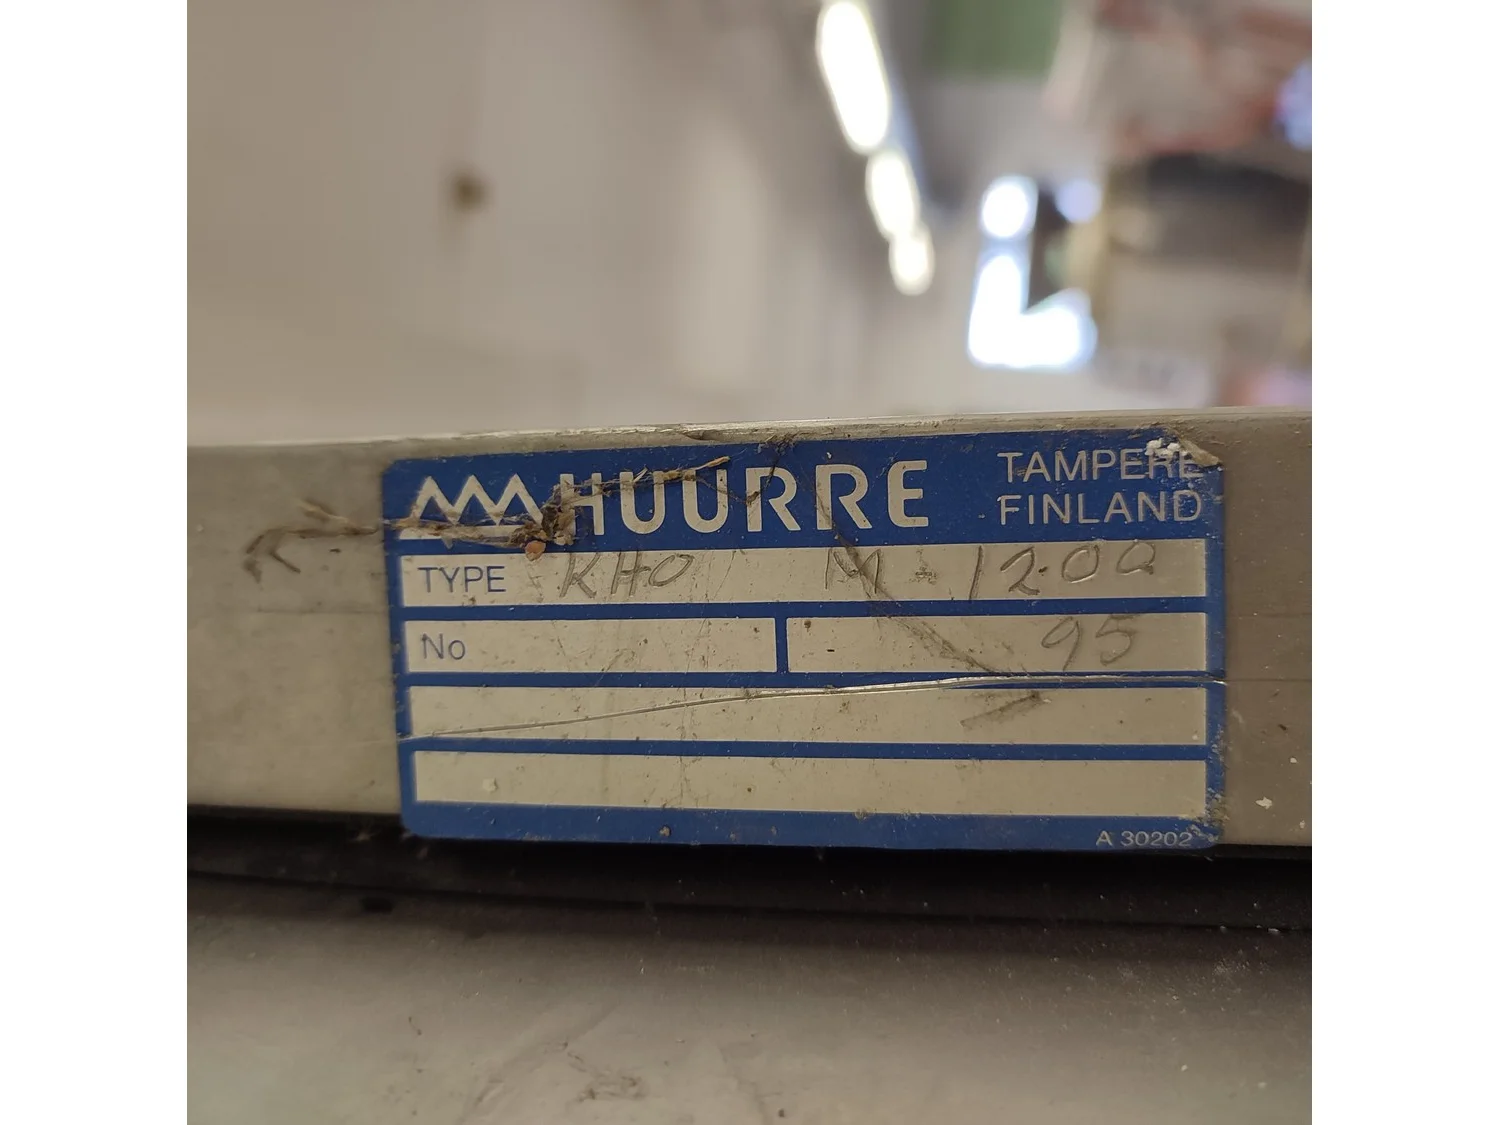 HUURRE
TAMPERE
FINLAND
TYPE KHO M-1200
No 95
A 30202